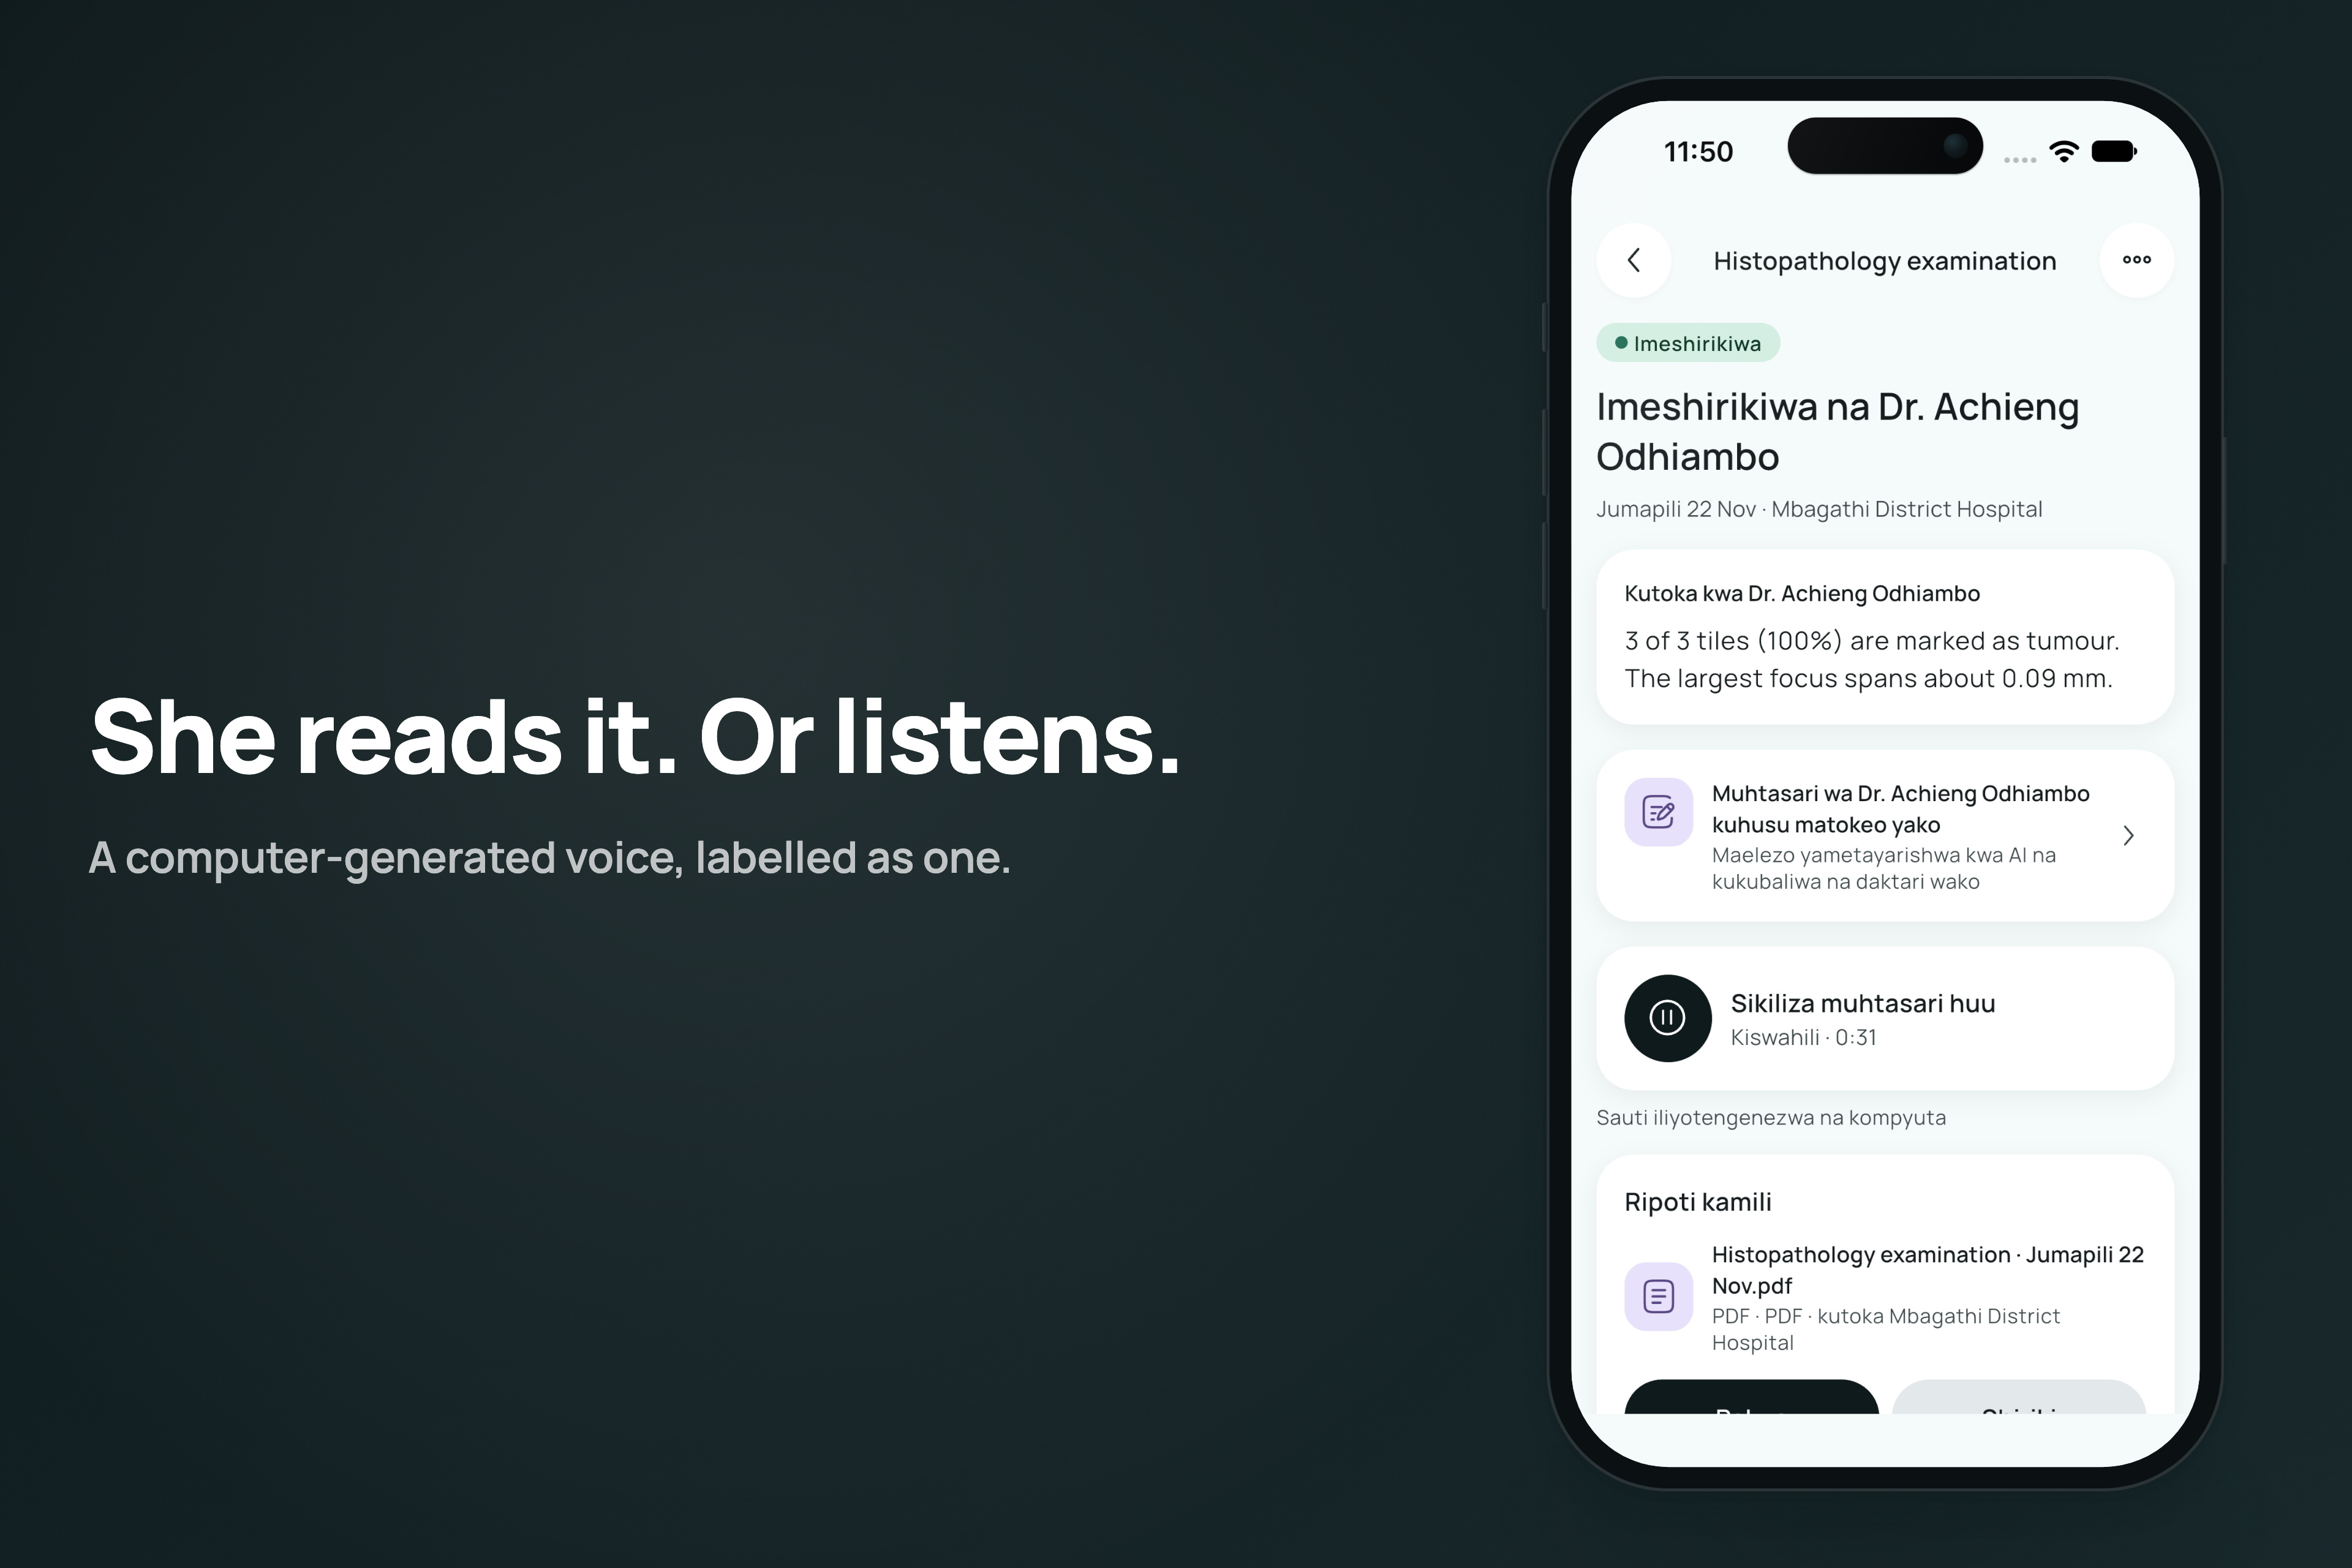 She reads it. Or listens.
A computer-generated voice, labelled as one.
11:50
Histopathology examination
Imeshirikiwa
Imeshirikiwa na Dr. Achieng
Odhiambo
Jumapili 22 Nov · Mbagathi District Hospital
Kutoka kwa Dr. Achieng Odhiambo
3 of 3 tiles (100%) are marked as tumour.
The largest focus spans about 0.09 mm.
Muhtasari wa Dr. Achieng Odhiambo
kuhusu matokeo yako
Maelezo yametayarishwa kwa AI na
kukubaliwa na daktari wako
Sikiliza muhtasari huu
Kiswahili · 0:31
Sauti iliyotengenezwa na kompyuta
Ripoti kamili
Histopathology examination · Jumapili 22
Nov.pdf
PDF · PDF · kutoka Mbagathi District
Hospital